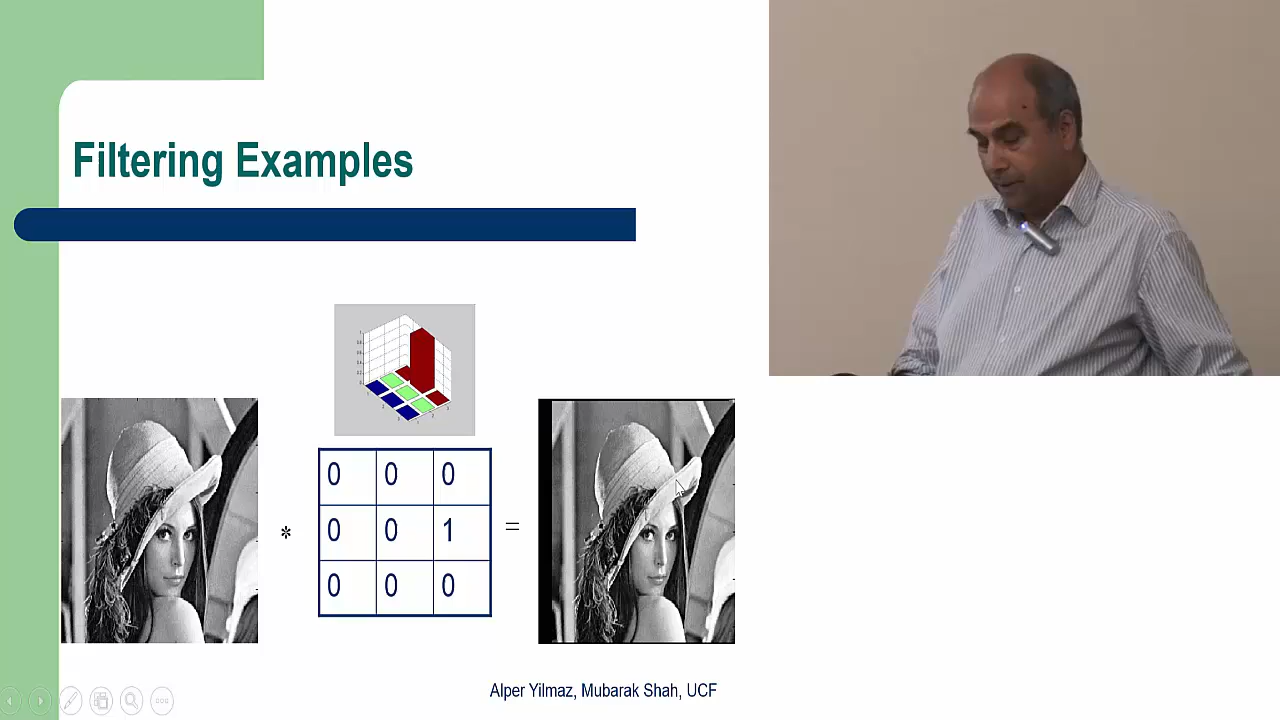 Filtering Examples
0 0 0
* 0 0 1 =
0 0 0
Alper Yilmaz, Mubarak Shah, UCF